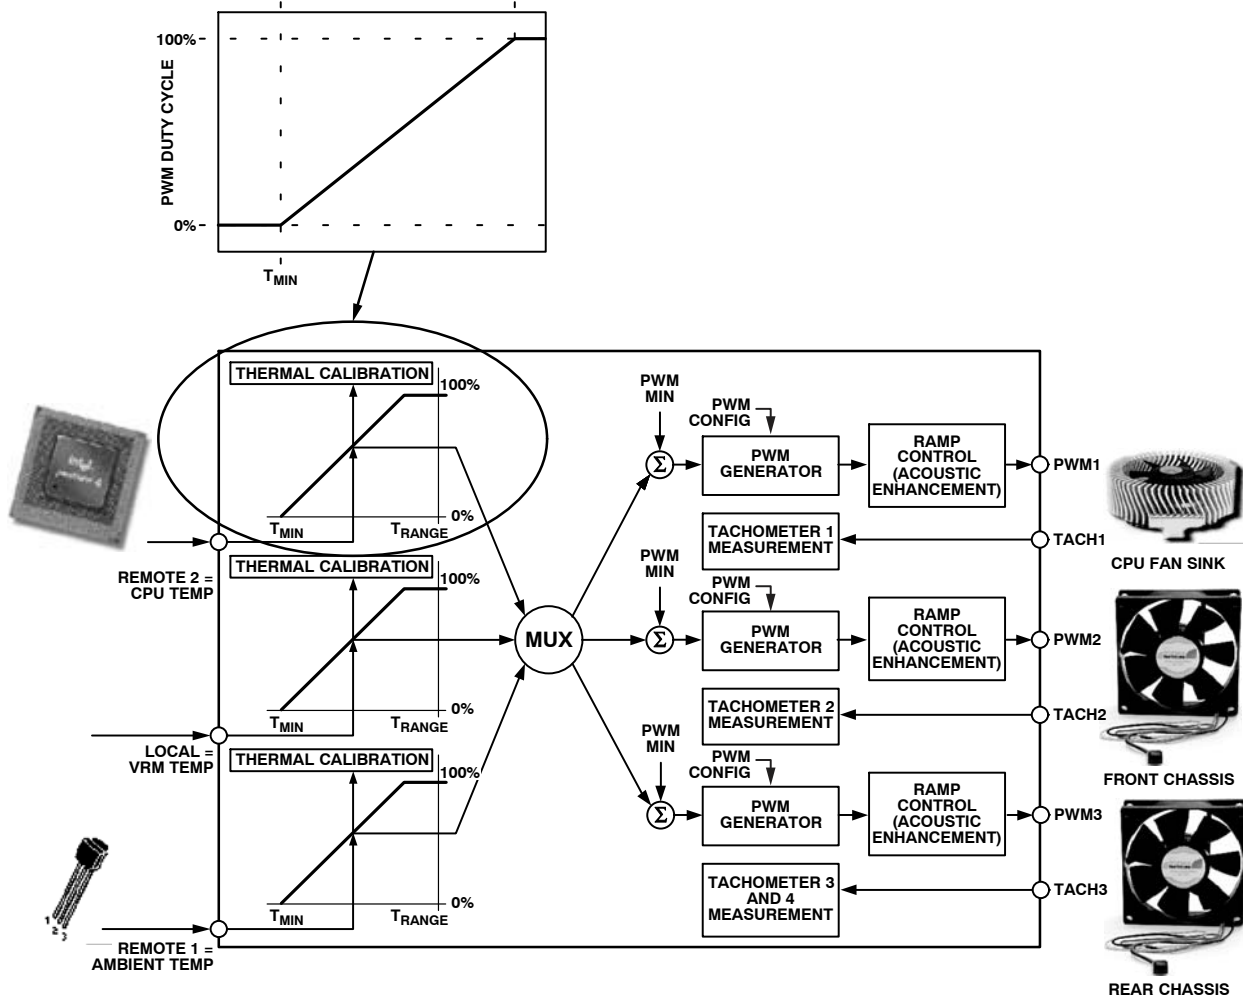 100%
PWM DUTY CYCLE
0%
TMIN
THERMAL CALIBRATION
100%
TMIN
TRANGE
0%
REMOTE 2 =
CPU TEMP
THERMAL CALIBRATION
100%
TMIN
TRANGE
0%
LOCAL =
VRM TEMP
THERMAL CALIBRATION
100%
TMIN
TRANGE
0%
1
2
3
REMOTE 1 =
AMBIENT TEMP
MUX
PWM
MIN
Σ
PWM
CONFIG
PWM
GENERATOR
RAMP
CONTROL
(ACOUSTIC
ENHANCEMENT)
PWM1
TACHOMETER 1
MEASUREMENT
TACH1
CPU FAN SINK
PWM
MIN
Σ
PWM
CONFIG
PWM
GENERATOR
RAMP
CONTROL
(ACOUSTIC
ENHANCEMENT)
PWM2
TACHOMETER 2
MEASUREMENT
TACH2
FRONT CHASSIS
PWM
MIN
Σ
PWM
CONFIG
PWM
GENERATOR
RAMP
CONTROL
(ACOUSTIC
ENHANCEMENT)
PWM3
TACHOMETER 3
AND 4
MEASUREMENT
TACH3
REAR CHASSIS